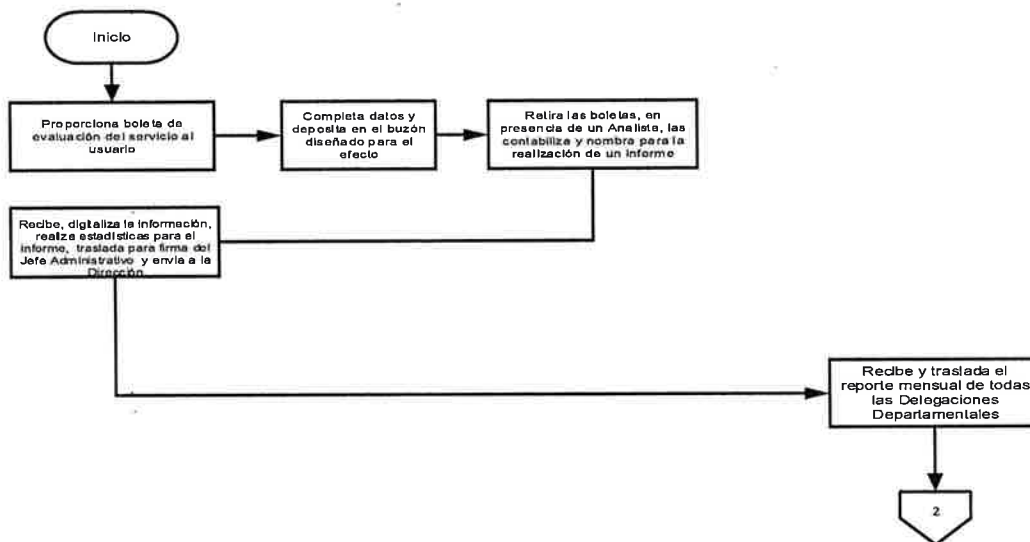 Inicio
Proporciona boleta de
evaluación del servicio al
usuario
Completa datos y
deposita en el buzón
diseñado para el
efecto
Retira las boletas, en
presencia de un Analista, las
contabiliza y nombra para la
realización de un informe
Recibe, digitaliza la información,
realiza estadísticas para el
informe, traslada para firma del
Jefe Administrativo y envía a la
Dirección
Recibe y traslada el
reporte mensual de todas
las Delegaciones
Departamentales
2